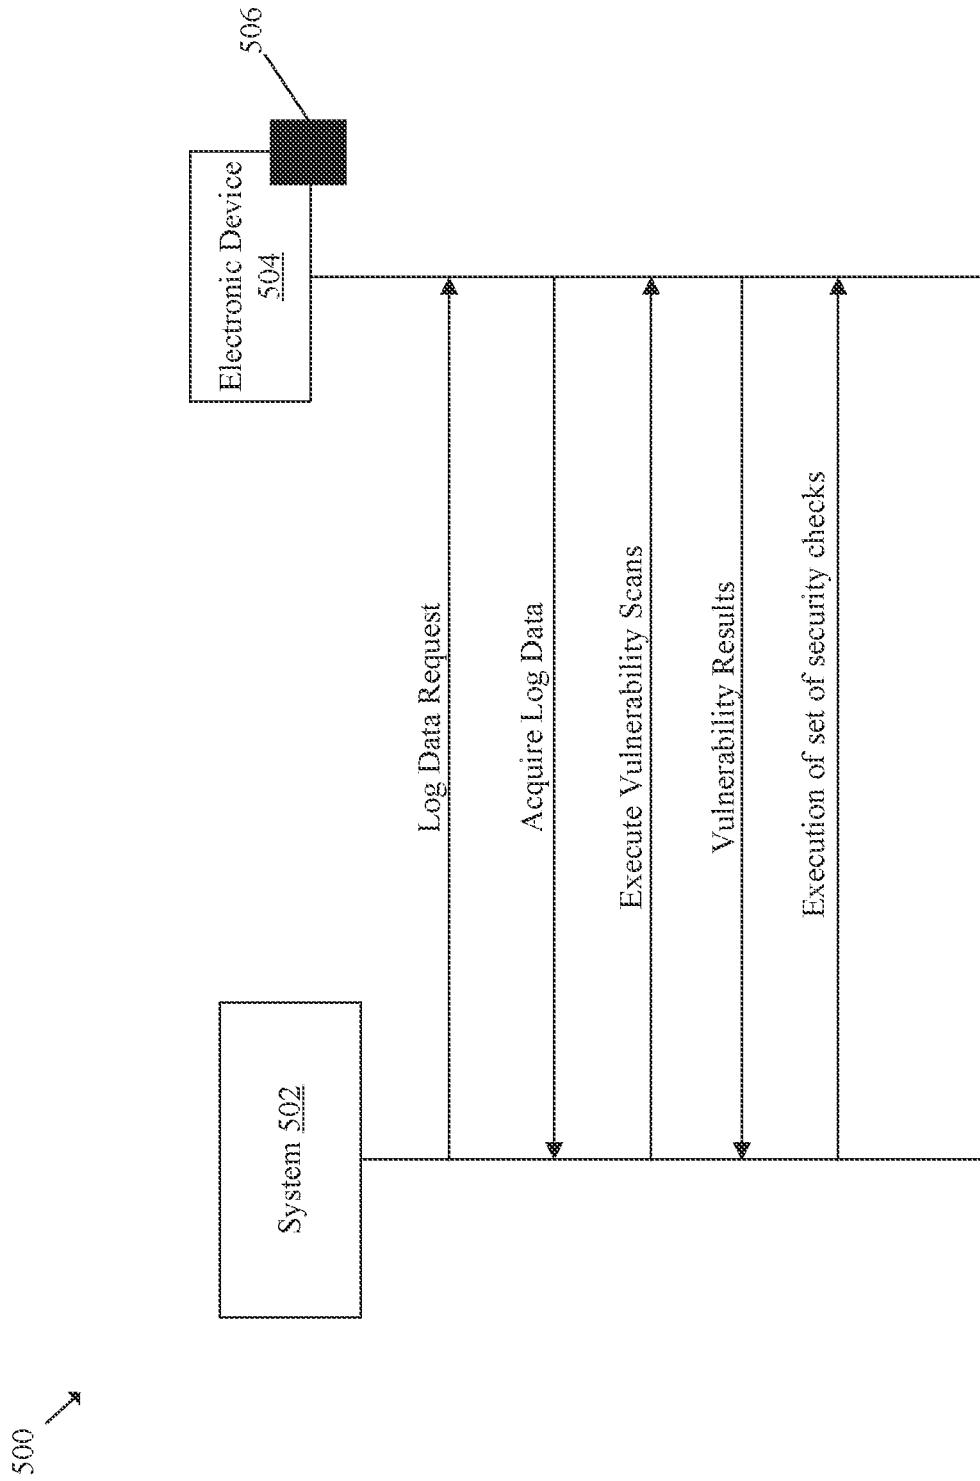 500
System 502
Electronic Device
504
506
Log Data Request
Acquire Log Data
Execute Vulnerability Scans
Vulnerability Results
Execution of set of security checks